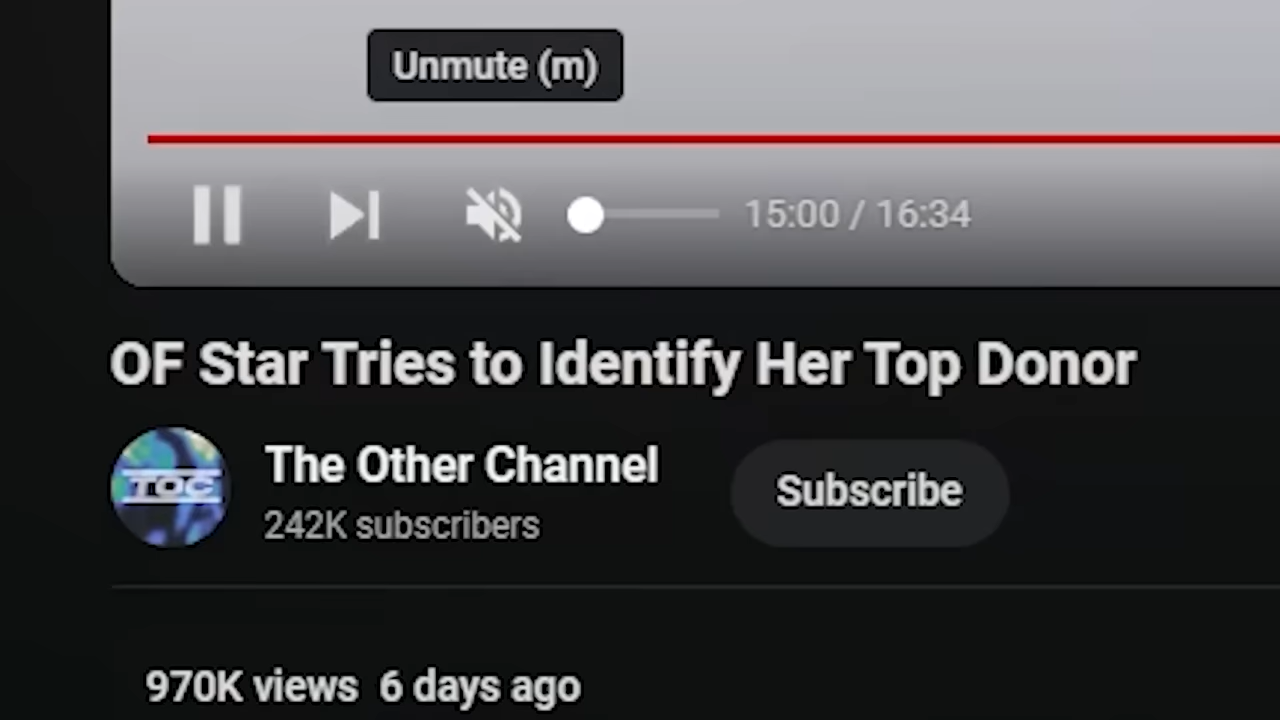 Unmute (m)
15:00 / 16:34
OF Star Tries to Identify Her Top Donor
TOC
The Other Channel
242K subscribers
Subscribe
970K views 6 days ago